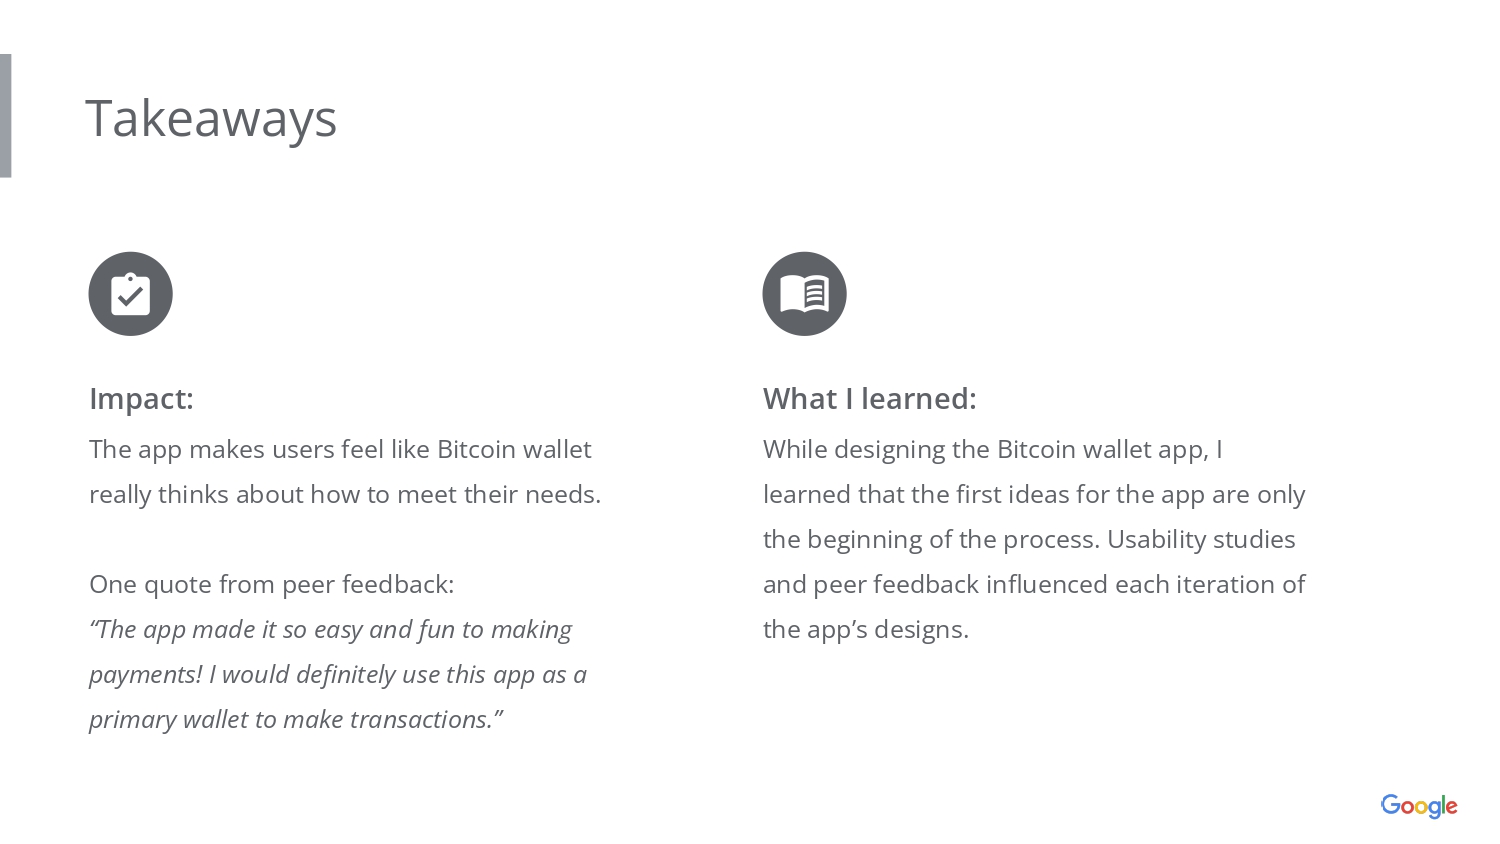 Takeaways
Impact:
The app makes users feel like Bitcoin wallet
really thinks about how to meet their needs.
One quote from peer feedback:
“The app made it so easy and fun to making
payments! I would definitely use this app as a
primary wallet to make transactions.”
What I learned:
While designing the Bitcoin wallet app, I
learned that the first ideas for the app are only
the beginning of the process. Usability studies
and peer feedback influenced each iteration of
the app’s designs.
Google